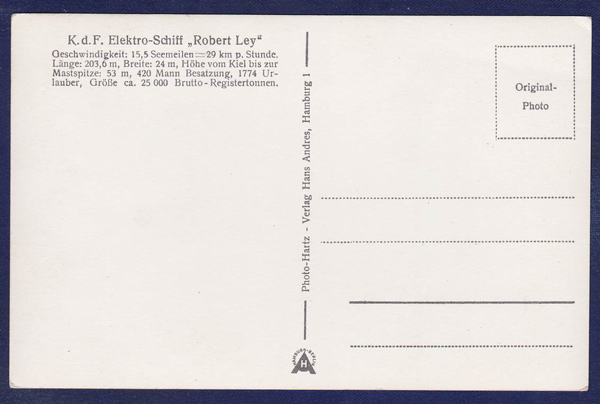 K. d. F. Elektro-Schiff „Robert Ley“
Geschwindigkeit: 15,5 Seemeilen=29 km p. Stunde.
Länge: 203,6 m, Breite: 24 m, Höhe vom Kiel bis zur
Mastspitze: 53 m, 420 Mann Besatzung, 1774 Ur-
lauber, Größe ca. 25 000 Brutto-Registertonnen.
Photo-Hartz - Verlag Hans Andres, Hamburg 1
Original-
Photo
H